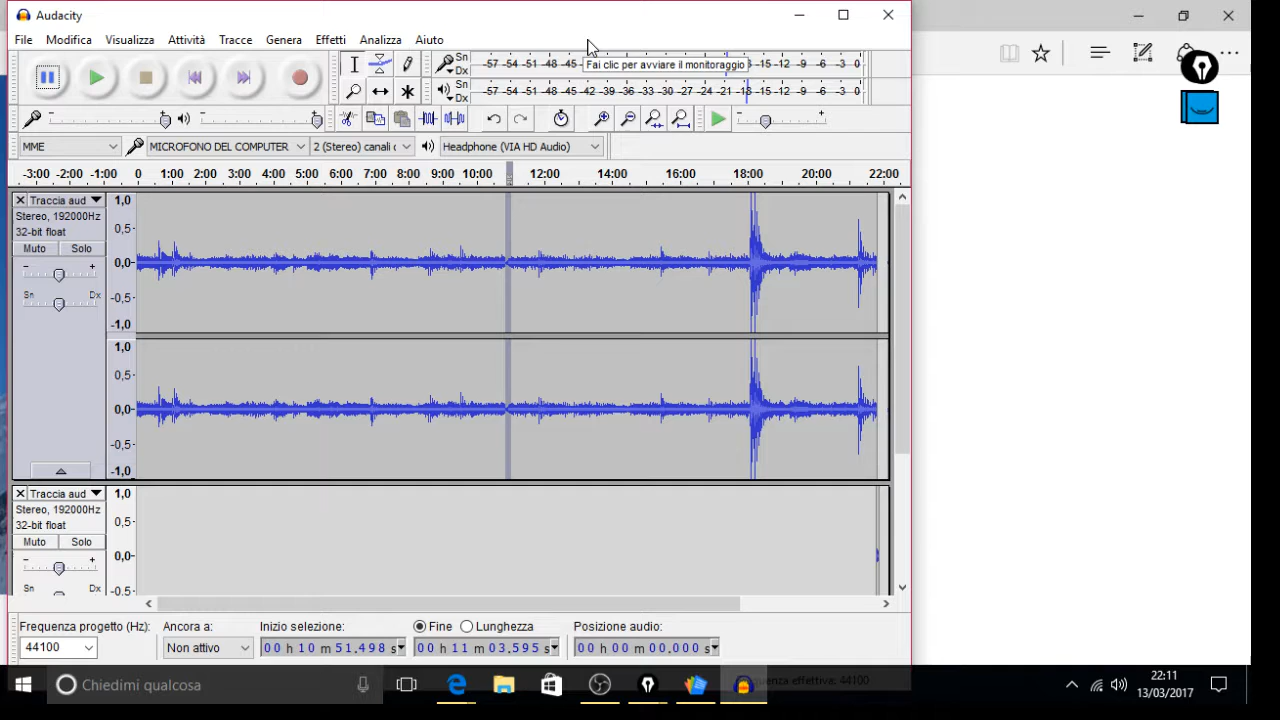 Audacity
File Modifica Visualizza Attività Tracce Genera Effetti Analizza Aiuto
Sn
Dx
-57 -54 -51 -48 -45 -15 -12 -9 -6 -3 0
Fai clic per avviare il monitoraggio
Sn
Dx
-57 -54 -51 -48 -45 -42 -39 -36 -33 -30 -27 -24 -21 -18 -15 -12 -9 -6 -3 0
MME MICROFONO DEL COMPUTER 2 (Stereo) canali Headphone (VIA HD Audio)
-3:00 -2:00 -1:00 0 1:00 2:00 3:00 4:00 5:00 6:00 7:00 8:00 9:00 10:00 12:00 14:00 16:00 18:00 20:00 22:00
Traccia aud
Stereo, 192000Hz
32-bit float
Muto Solo
- +
Sn Dx
1,0
0,5
0,0
-0,5
-1,0
1,0
0,5
0,0
-0,5
-1,0
Traccia aud
Stereo, 192000Hz
32-bit float
Muto Solo
- +
Sn Dx
1,0
0,5
0,0
-0,5
Frequenza progetto (Hz): Ancora a: Inizio selezione: Fine Lunghezza Posizione audio:
44100 Non attivo 00 h 10 m 51.498 s 00 h 11 m 03.595 s 00 h 00 m 00.000 s
Chiedimi qualcosa
quenza effettiva: 44100
22:11
13/03/2017